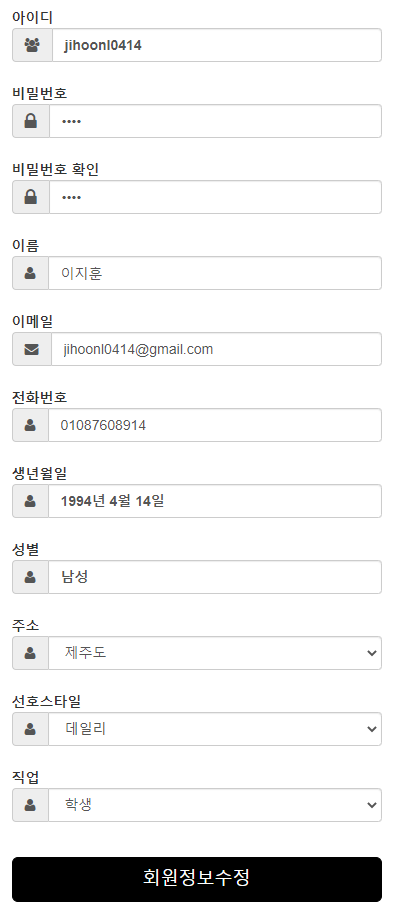 아이디
jihoonl0414
비밀번호
••••
비밀번호 확인
••••
이름
이지훈
이메일
jihoonl0414@gmail.com
전화번호
01087608914
생년월일
1994년 4월 14일
성별
남성
주소
제주도
선호스타일
데일리
직업
학생
회원정보수정